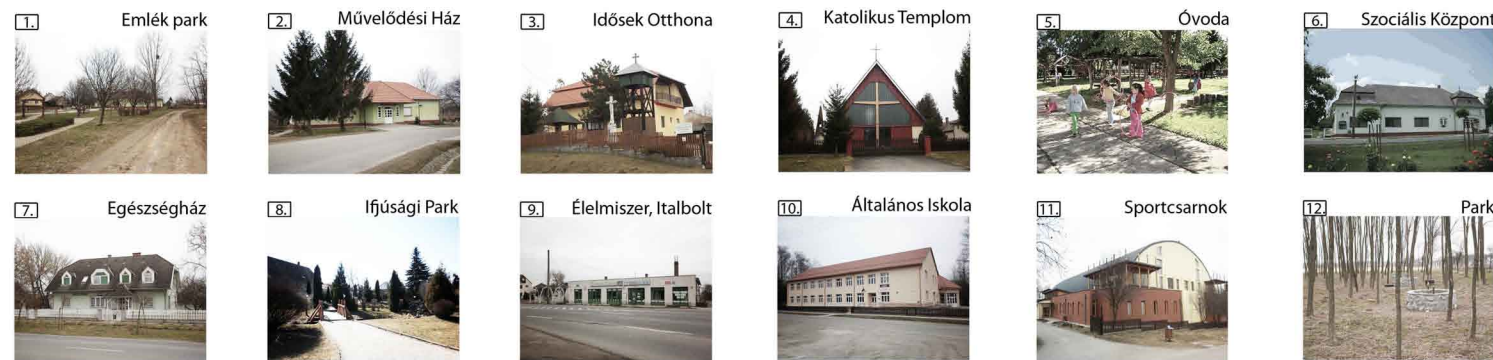 1. Emlék park
2. Művelődési Ház
3. Idősek Otthona
4. Katolikus Templom
5. Óvoda
6. Szociális Központ
7. Egészségház
8. Ifjúsági Park
9. Élelmiszer, Italbolt
10. Általános Iskola
11. Sportcsarnok
12. Park